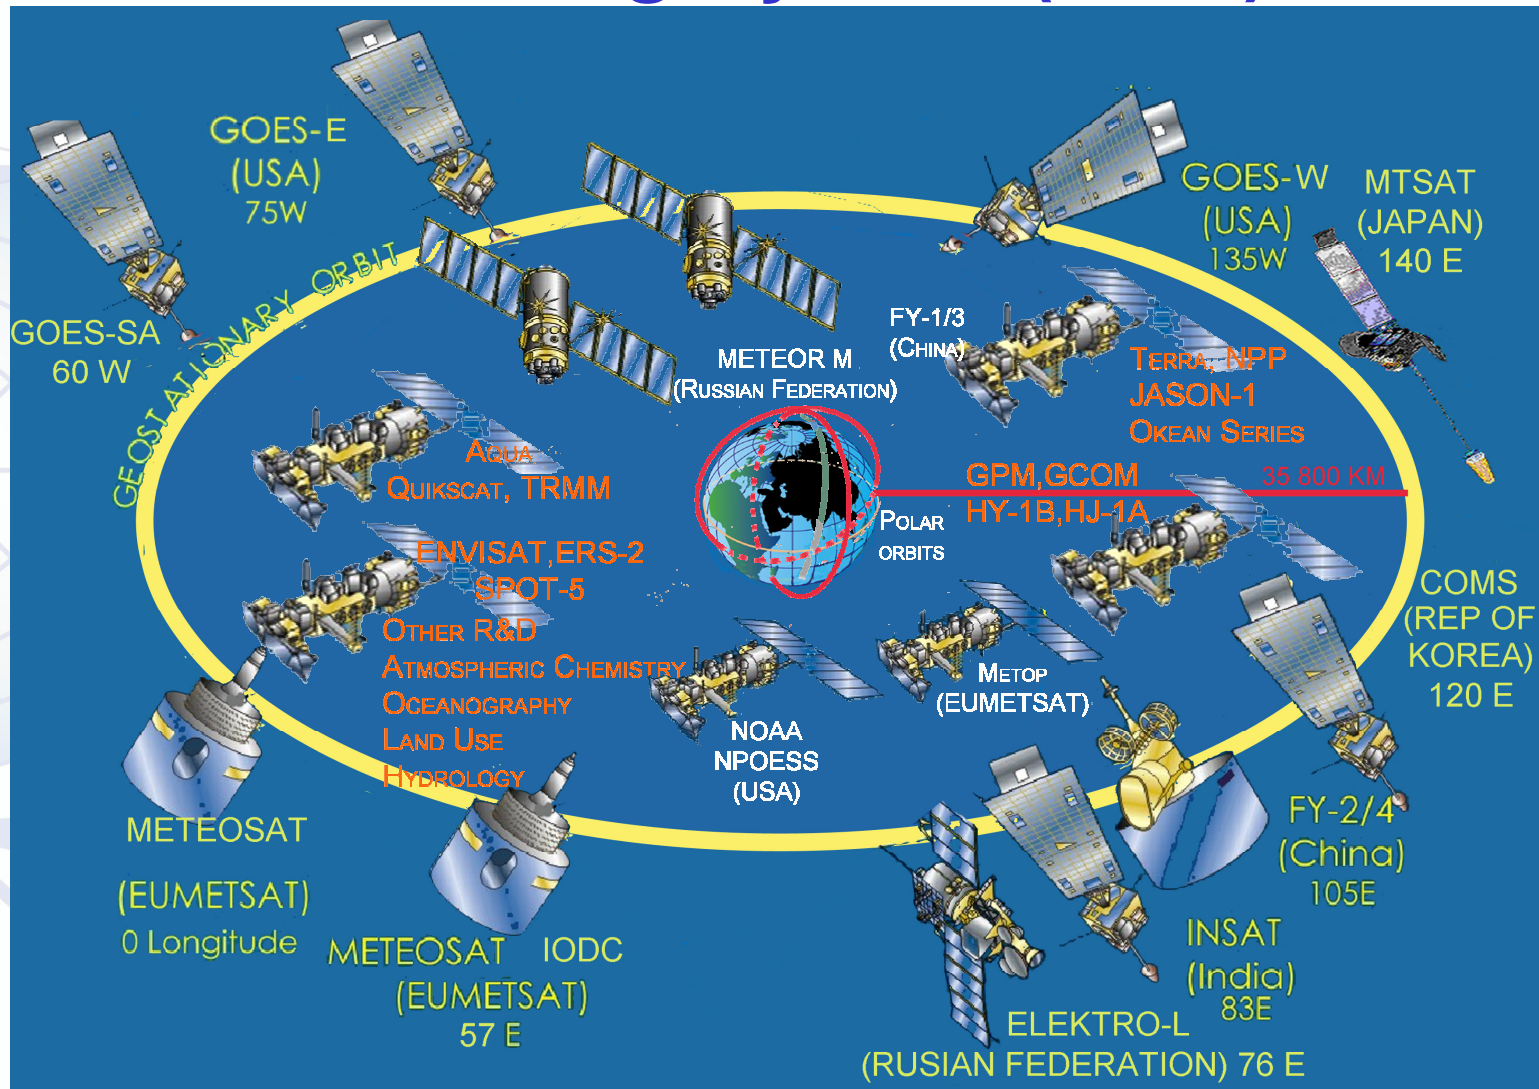 GOES-E
(USA)
75W
GOES-SA
60 W
GEOSTATIONARY ORBIT
GOES-W
(USA)
135W
MTSAT
(JAPAN)
140 E
METEOR M
(RUSSIAN FEDERATION)
FY-1/3
(CHINA)
TERRA, NPP
JASON-1
OKEAN SERIES
AQUA
QUIKSCAT, TRMM
GPM,GCOM
HY-1B,HJ-1A
35 800 KM
POLAR
ORBITS
ENVISAT,ERS-2
SPOT-5
OTHER R&D
ATMOSPHERIC CHEMISTRY
OCEANOGRAPHY
LAND USE
HYDROLOGY
NOAA
NPOESS
(USA)
METOP
(EUMETSAT)
COMS
(REP OF
KOREA)
120 E
METEOSAT
(EUMETSAT)
0 Longitude
METEOSAT IODC
(EUMETSAT)
57 E
FY-2/4
(China)
105E
INSAT
(India)
83E
ELEKTRO-L
(RUSIAN FEDERATION) 76 E